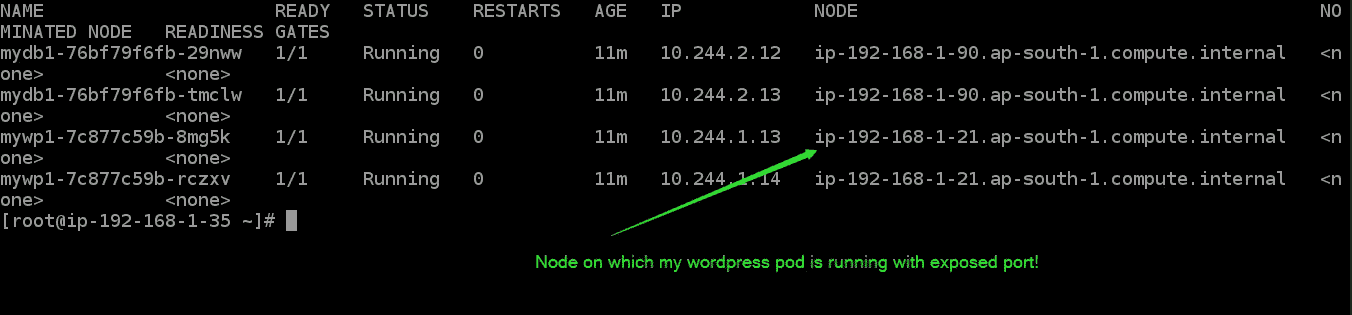 NAME READY STATUS RESTARTS AGE IP NODE NO
MINATED NODE READINESS GATES
mydb1-76bf79f6fb-29nww 1/1 Running 0 11m 10.244.2.12 ip-192-168-1-90.ap-south-1.compute.internal <n
one> <none>
mydb1-76bf79f6fb-tmclw 1/1 Running 0 11m 10.244.2.13 ip-192-168-1-90.ap-south-1.compute.internal <n
one> <none>
mywp1-7c877c59b-8mg5k 1/1 Running 0 11m 10.244.1.13 ip-192-168-1-21.ap-south-1.compute.internal <n
one> <none>
mywp1-7c877c59b-rczxv 1/1 Running 0 11m 10.244.1.14 ip-192-168-1-21.ap-south-1.compute.internal <n
one> <none>
[root@ip-192-168-1-35 ~]#
Node on which my wordpress pod is running with exposed port!